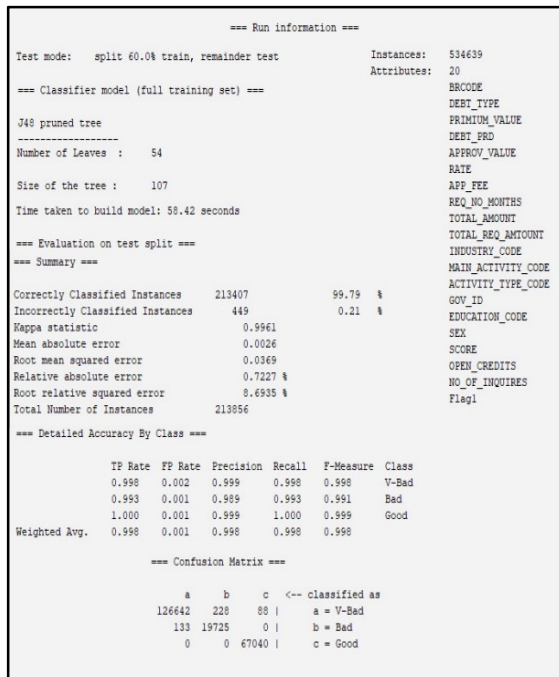 === Run information ===
Test mode: split 60.0% train, remainder test
=== Classifier model (full training set) ===
J48 pruned tree
------------------
Number of Leaves : 54
Size of the tree : 107
Time taken to build model: 58.42 seconds
=== Evaluation on test split ===
=== Summary ===
Correctly Classified Instances 213407 99.79 %
Incorrectly Classified Instances 449 0.21 %
Kappa statistic 0.9961
Mean absolute error 0.0026
Root mean squared error 0.0369
Relative absolute error 0.7227 %
Root relative squared error 8.6935 %
Total Number of Instances 213856
Instances: 534639
Attributes: 20
BRCODE
DEBT_TYPE
PRIMIUM_VALUE
DEBT_PRD
APPROV_VALUE
RATE
APP_FEE
REQ_NO_MONTHS
TOTAL_AMOUNT
TOTAL_REQ_AMTOUNT
INDUSTRY_CODE
MAIN_ACTIVITY_CODE
ACTIVITY_TYPE_CODE
GOV_ID
EDUCATION_CODE
SEX
SCORE
OPEN_CREDITS
NO_OF_INQUIRES
Flag1
=== Detailed Accuracy By Class ===
TP Rate FP Rate Precision Recall F-Measure Class
0.998 0.002 0.999 0.998 0.998 V-Bad
0.993 0.001 0.989 0.993 0.991 Bad
1.000 0.001 0.999 1.000 0.999 Good
Weighted Avg. 0.998 0.001 0.998 0.998 0.998
=== Confusion Matrix ===
a b c <-- classified as
126642 228 88 | a = V-Bad
133 19725 0 | b = Bad
0 0 67040 | c = Good